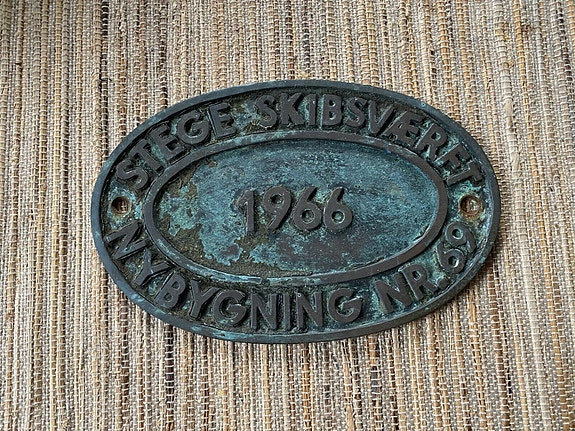 STEGE SKIBSVÆRFT
1966
NYBYGNING NR. 69